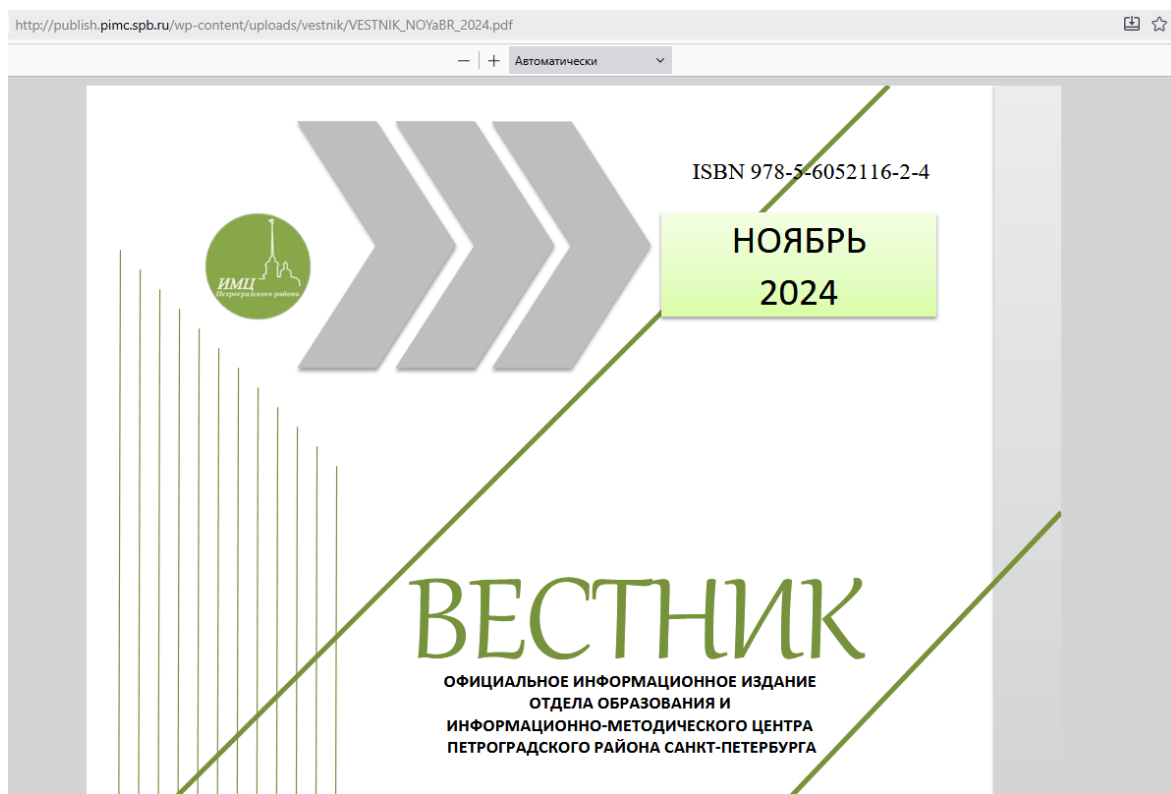 http://publish.pimc.spb.ru/wp-content/uploads/vestnik/VESTNIK_NOYaBR_2024.pdf
Автоматически
ISBN 978-5-6052116-2-4
НОЯБРЬ
2024
ИМЦ
Петроградского района
ВЕСТНИК
ОФИЦИАЛЬНОЕ ИНФОРМАЦИОННОЕ ИЗДАНИЕ
ОТДЕЛА ОБРАЗОВАНИЯ И
ИНФОРМАЦИОННО-МЕТОДИЧЕСКОГО ЦЕНТРА
ПЕТРОГРАДСКОГО РАЙОНА САНКТ-ПЕТЕРБУРГА